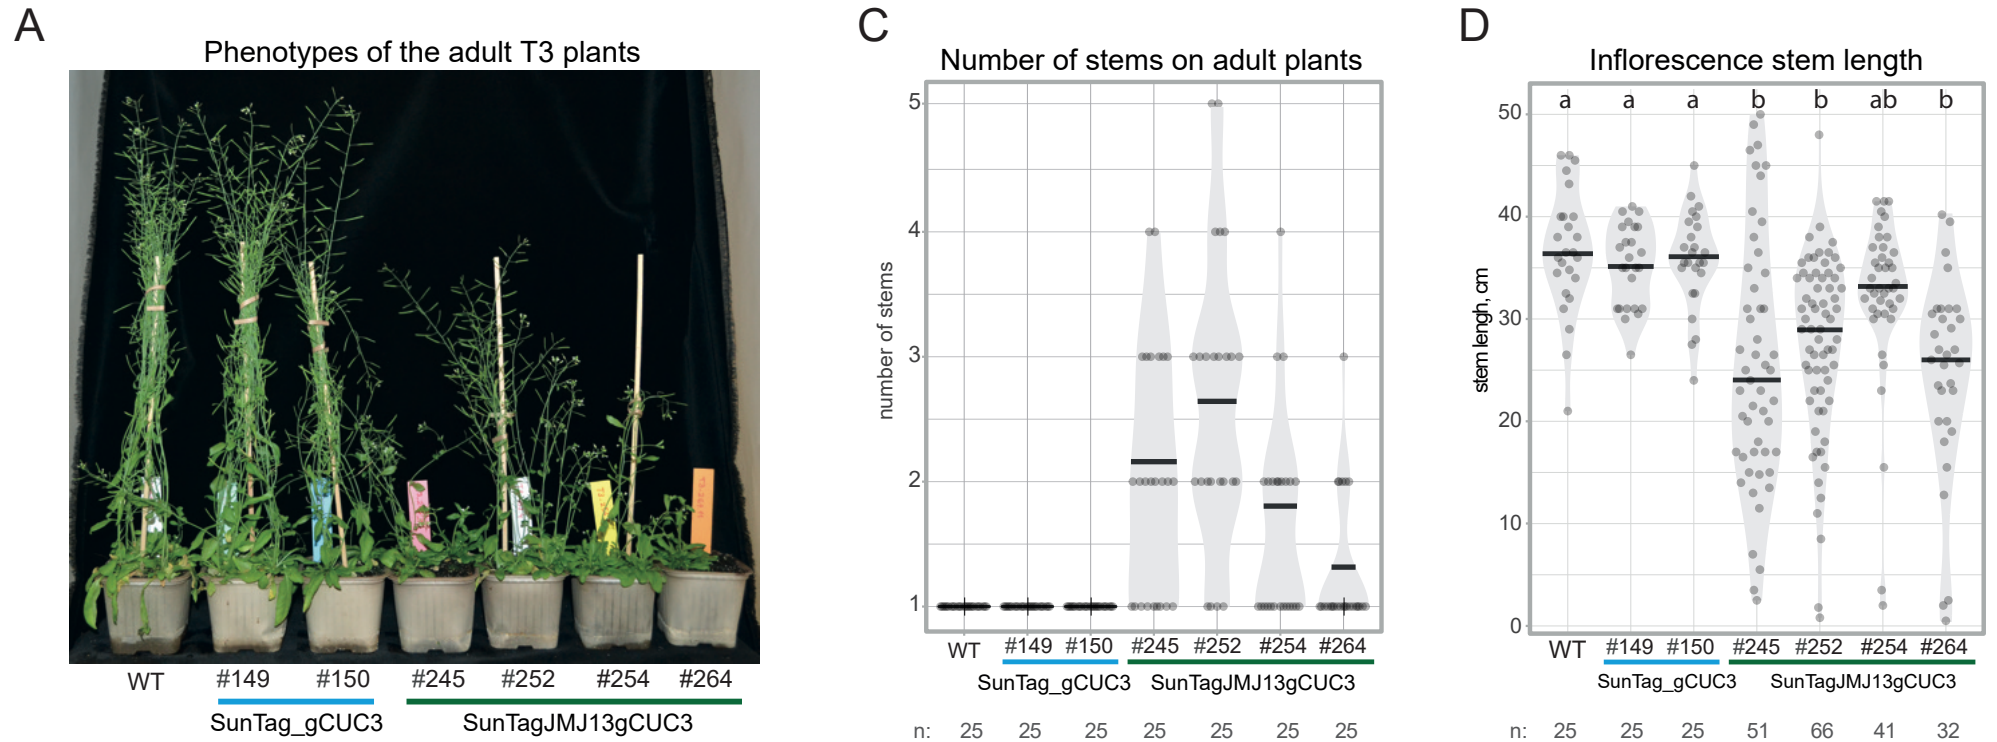 A
Phenotypes of the adult T3 plants
WT #149 #150 #245 #252 #254 #264
SunTag_gCUC3 SunTagJMJ13gCUC3
C
Number of stems on adult plants
number of stems
5
4
3
2
1
WT #149 #150 #245 #252 #254 #264
SunTag_gCUC3 SunTagJMJ13gCUC3
n: 25 25 25 25 25 25 25
D
Inflorescence stem length
a a a b b ab b
stem lengh, cm
50
40
30
20
10
0
WT #149 #150 #245 #252 #254 #264
SunTag_gCUC3 SunTagJMJ13gCUC3
n: 25 25 25 51 66 41 32